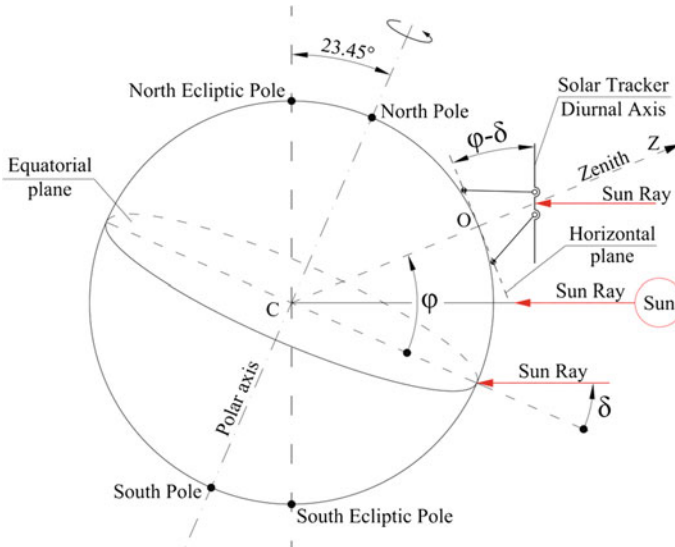 23.45°
North Ecliptic Pole
North Pole
Solar Tracker
Diurnal Axis
φ-δ
Z
Zenith
Equatorial
plane
Sun Ray
O
Horizontal
plane
C
φ
Sun Ray
Sun
Sun Ray
δ
Polar axis
South Pole
South Ecliptic Pole